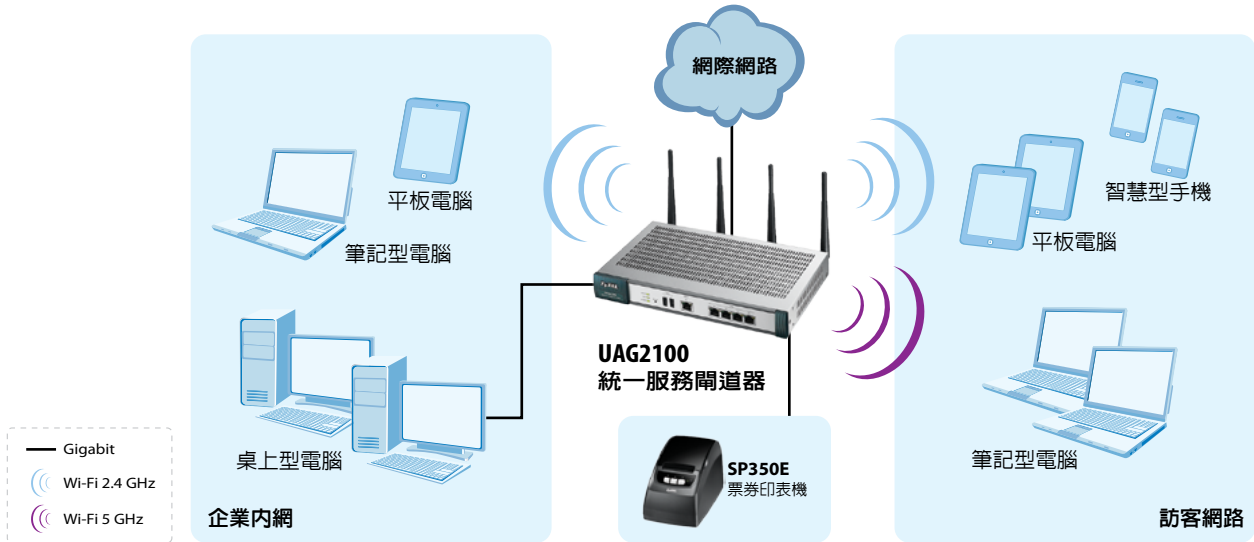 網際網路
平板電腦
筆記型電腦
智慧型手機
平板電腦
UAG2100
統一服務閘道器
桌上型電腦
SP350E
票券印表機
筆記型電腦
企業内網
訪客網路
Gigabit
Wi-Fi 2.4 GHz
Wi-Fi 5 GHz